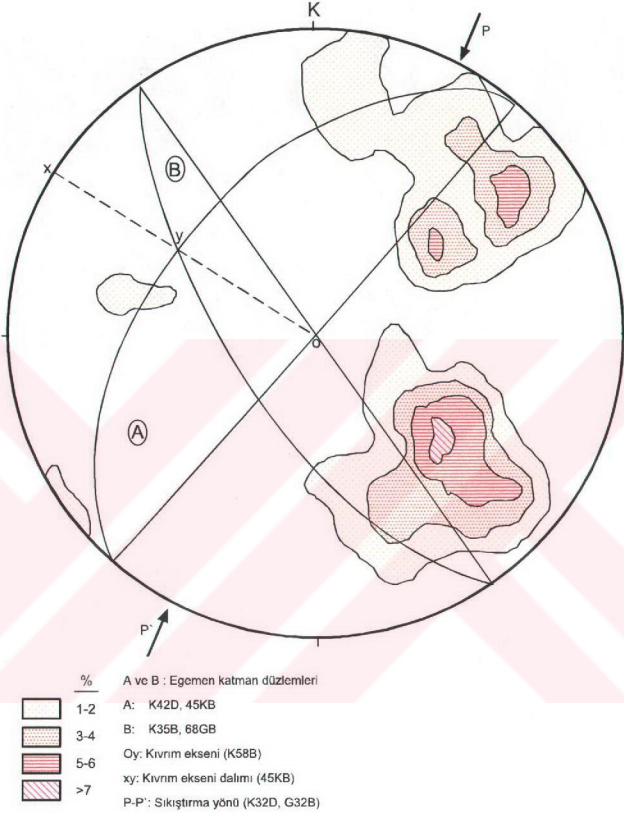 K
P
B
x
y
o
A
P`
%
1-2
3-4
5-6
>7
A ve B : Egemen katman düzlemleri
A: K42D, 45KB
B: K35B, 68GB
Oy: Kıvrım ekseni (K58B)
xy: Kıvrım ekseni dalımı (45KB)
P-P`: Sıkıştırma yönü (K32D, G32B)